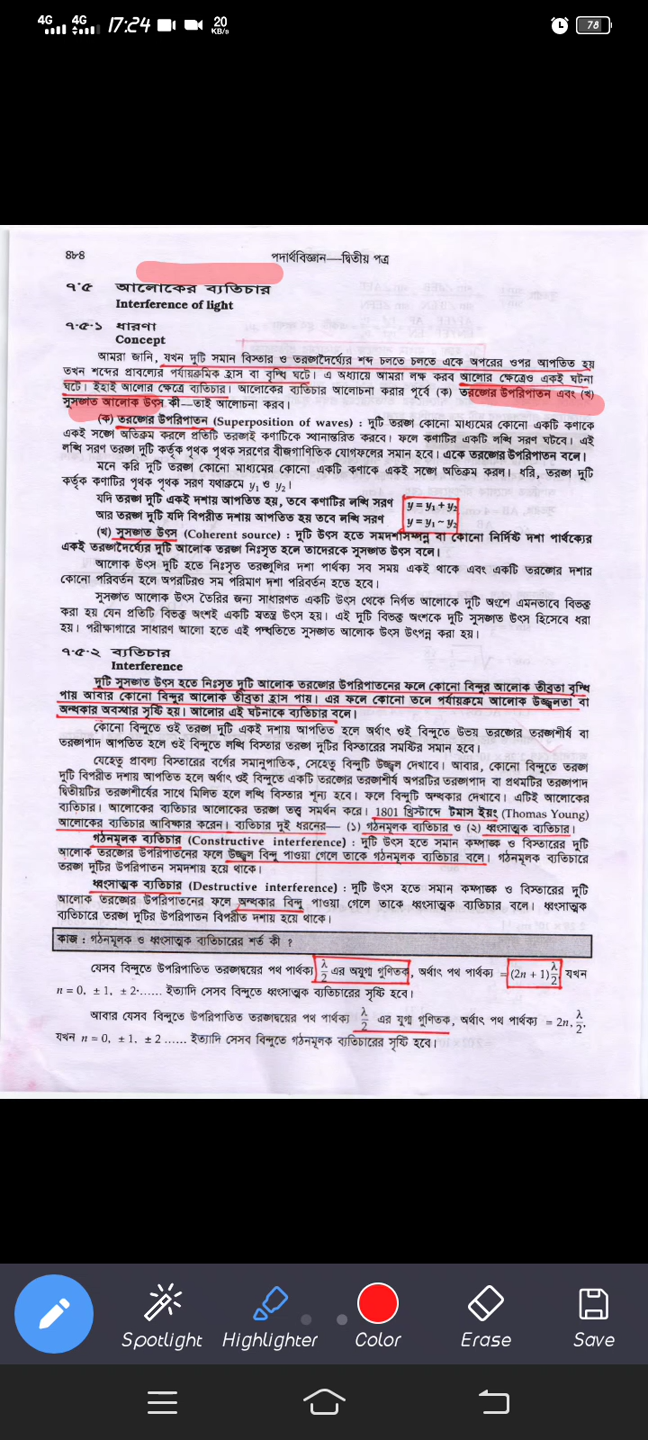 4G 4G 17:24 20 KB/s 78
৪৮৪ পদার্থবিজ্ঞান—দ্বিতীয় পত্র
৭·৫ আলোকের ব্যতিচার
Interference of light
৭·৫·১ ধারণা
Concept
আমরা জানি, যখন দুটি সমান বিস্তার ও তরঙ্গদৈর্ঘ্যের শব্দ চলতে চলতে একে অপরের ওপর আপতিত হয়
তখন শব্দের প্রাবল্যের পর্যায়ক্রমিক হ্রাস বা বৃদ্ধি ঘটে। এ অধ্যায়ে আমরা লক্ষ করব আলোর ক্ষেত্রেও একই ঘটনা
ঘটে। ইহাই আলোর ক্ষেত্রে ব্যতিচার। আলোকের ব্যতিচার আলোচনা করার পূর্বে (ক) তরঙ্গের উপরিপাতন এবং (খ)
সুসঙ্গত আলোক উৎস কী—তাই আলোচনা করব।
(ক) তরঙ্গের উপরিপাতন (Superposition of waves) : দুটি তরঙ্গ কোনো মাধ্যমের কোনো একটি কণাকে
একই সঙ্গে অতিক্রম করলে প্রতিটি তরঙ্গই কণাটিকে স্থানান্তরিত করবে। ফলে কণাটির একটি লব্ধি সরণ ঘটবে। এই
লব্ধি সরণ তরঙ্গ দুটি কর্তৃক পৃথক পৃথক সরণের বীজগাণিতিক যোগফলের সমান হবে। একে তরঙ্গের উপরিপাতন বলে।
মনে করি দুটি তরঙ্গ কোনো মাধ্যমের কোনো একটি কণাকে একই সঙ্গে অতিক্রম করল। ধরি, তরঙ্গ দুটি
কর্তৃক কণাটির পৃথক পৃথক সরণ যথাক্রমে y₁ ও y₂।
যদি তরঙ্গ দুটি একই দশায় আপতিত হয়, তবে কণাটির লব্ধি সরণ y = y₁ + y₂
আর তরঙ্গ দুটি যদি বিপরীত দশায় আপতিত হয় তবে লব্ধি সরণ y = y₁ ~ y₂
(খ) সুসঙ্গত উৎস (Coherent source) : দুটি উৎস হতে সমদশাসম্পন্ন বা কোনো নির্দিষ্ট দশা পার্থক্যের
একই তরঙ্গদৈর্ঘ্যের দুটি আলোক তরঙ্গ নিঃসৃত হলে তাদেরকে সুসঙ্গত উৎস বলে।
আলোক উৎস দুটি হতে নিঃসৃত তরঙ্গগুলির দশা পার্থক্য সব সময় একই থাকে এবং একটি তরঙ্গের দশার
কোনো পরিবর্তন হলে অপরটিরও সম পরিমাণ দশা পরিবর্তন হতে হবে।
সুসঙ্গত আলোক উৎস তৈরির জন্য সাধারণত একটি উৎস থেকে নির্গত আলোকে দুটি অংশে এমনভাবে বিভক্ত
করা হয় যেন প্রতিটি বিভক্ত অংশই একটি স্বতন্ত্র উৎস হয়। এই দুটি বিভক্ত অংশকে দুটি সুসঙ্গত উৎস হিসেবে ধরা
হয়। পরীক্ষাগারে সাধারণ আলো হতে এই পদ্ধতিতে সুসঙ্গত আলোক উৎস উৎপন্ন করা হয়।
৭·৫·২ ব্যতিচার
Interference
দুটি সুসঙ্গত উৎস হতে নিঃসৃত দুটি আলোক তরঙ্গের উপরিপাতনের ফলে কোনো বিন্দুর আলোক তীব্রতা বৃদ্ধি
পায় আবার কোনো বিন্দুর আলোক তীব্রতা হ্রাস পায়। এর ফলে কোনো তলে পর্যায়ক্রমে আলোক উজ্জ্বলতা বা
অন্ধকার অবস্থার সৃষ্টি হয়। আলোর এই ঘটনাকে ব্যতিচার বলে।
কোনো বিন্দুতে ওই তরঙ্গ দুটি একই দশায় আপতিত হলে অর্থাৎ ওই বিন্দুতে উভয় তরঙ্গের তরঙ্গশীর্ষ বা
তরঙ্গপাদ আপতিত হলে ওই বিন্দুতে লব্ধি বিস্তার তরঙ্গ দুটির বিস্তারের সমষ্টির সমান হবে।
যেহেতু প্রাবল্য বিস্তারের বর্গের সমানুপাতিক, সেহেতু বিন্দুটি উজ্জ্বল দেখাবে। আবার, কোনো বিন্দুতে তরঙ্গ
দুটি বিপরীত দশায় আপতিত হলে অর্থাৎ ওই বিন্দুতে একটি তরঙ্গের তরঙ্গশীর্ষ অপরটির তরঙ্গপাদ বা প্রথমটির তরঙ্গপাদ
দ্বিতীয়টির তরঙ্গশীর্ষের সাথে মিলিত হলে লব্ধি বিস্তার শূন্য হবে। ফলে বিন্দুটি অন্ধকার দেখাবে। এটিই আলোকের
ব্যতিচার। আলোকের ব্যতিচার আলোকের তরঙ্গ তত্ত্ব সমর্থন করে। 1801 খ্রিস্টাব্দে টমাস ইয়ং (Thomas Young)
আলোকের ব্যতিচার আবিষ্কার করেন। ব্যতিচার দুই ধরনের— (১) গঠনমূলক ব্যতিচার ও (২) ধ্বংসাত্মক ব্যতিচার।
গঠনমূলক ব্যতিচার (Constructive interference) : দুটি উৎস হতে সমান কম্পাঙ্ক ও বিস্তারের দুটি
আলোক তরঙ্গের উপরিপাতনের ফলে উজ্জ্বল বিন্দু পাওয়া গেলে তাকে গঠনমূলক ব্যতিচার বলে। গঠনমূলক ব্যতিচারে
তরঙ্গ দুটির উপরিপাতন সমদশায় হয়ে থাকে।
ধ্বংসাত্মক ব্যতিচার (Destructive interference) : দুটি উৎস হতে সমান কম্পাঙ্ক ও বিস্তারের দুটি
আলোক তরঙ্গের উপরিপাতনের ফলে অন্ধকার বিন্দু পাওয়া গেলে তাকে ধ্বংসাত্মক ব্যতিচার বলে। ধ্বংসাত্মক
ব্যতিচারে তরঙ্গ দুটির উপরিপাতন বিপরীত দশায় হয়ে থাকে।
কাজ : গঠনমূলক ও ধ্বংসাত্মক ব্যতিচারের শর্ত কী ?
যেসব বিন্দুতে উপরিপাতিত তরঙ্গদ্বয়ের পথ পার্থক্য λ/2 এর অযুগ্ম গুণিতক, অর্থাৎ পথ পার্থক্য = (2n + 1) λ/2 যখন
n = 0, ± 1, ± 2······ ইত্যাদি সেসব বিন্দুতে ধ্বংসাত্মক ব্যতিচারের সৃষ্টি হবে।
আবার যেসব বিন্দুতে উপরিপাতিত তরঙ্গদ্বয়ের পথ পার্থক্য λ/2 এর যুগ্ম গুণিতক, অর্থাৎ পথ পার্থক্য = 2n, λ/2,
যখন n = 0, ± 1, ± 2 ...... ইত্যাদি সেসব বিন্দুতে গঠনমূলক ব্যতিচারের সৃষ্টি হবে।
Spotlight Highlighter Color Erase Save